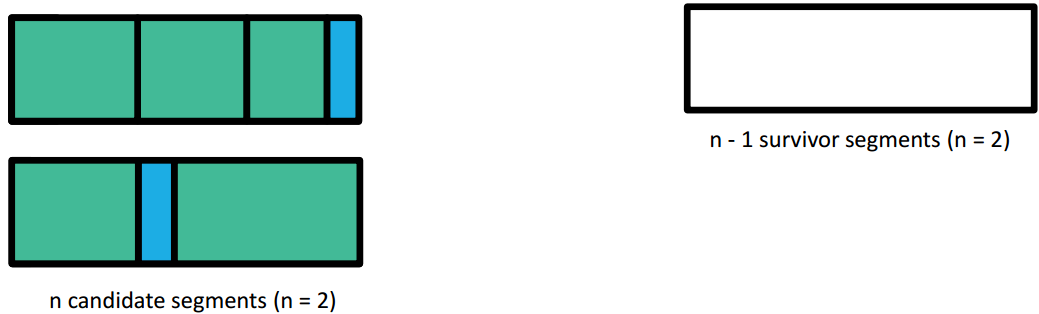 n - 1 survivor segments (n = 2)
n candidate segments (n = 2)